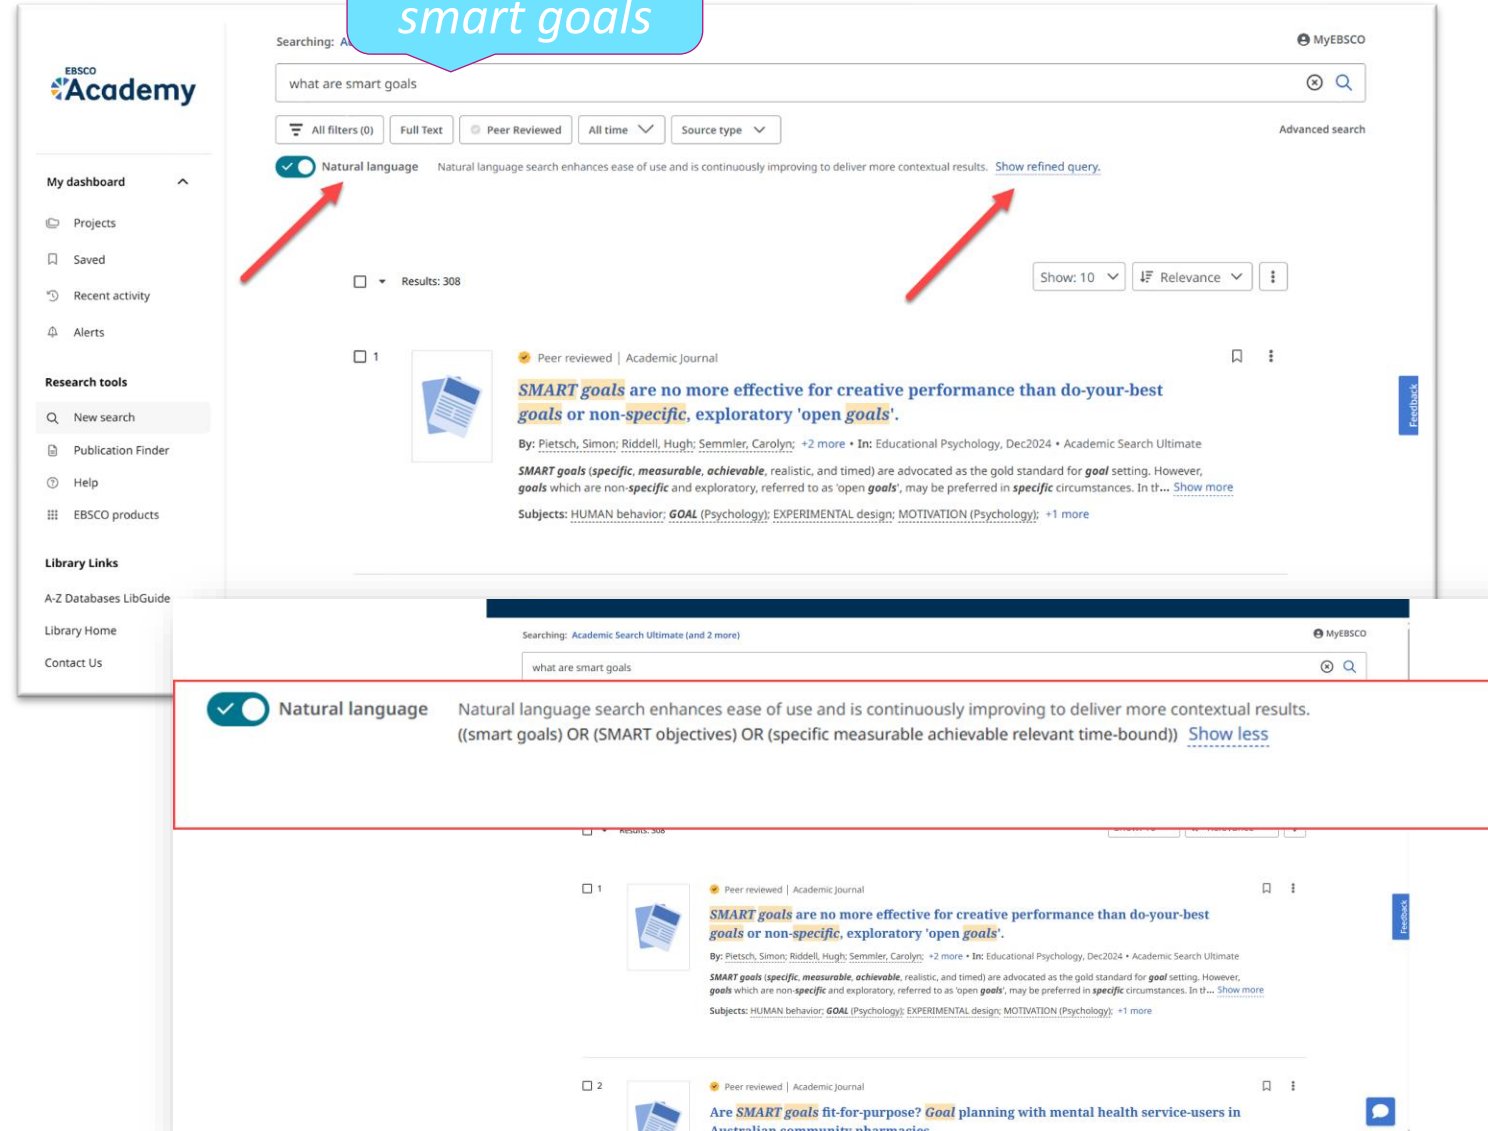 smart goals
Searching:
MyEBSCO
EBSCO
Academy
what are smart goals
All filters (0) Full Text Peer Reviewed All time Source type
Advanced search
Natural language Natural language search enhances ease of use and is continuously improving to deliver more contextual results. Show refined query.
My dashboard
Projects
Saved
Recent activity
Alerts
Research tools
New search
Publication Finder
Help
EBSCO products
Library Links
A-Z Databases LibGuide
Library Home
Contact Us
Results: 308
Show: 10 Relevance
1
Peer reviewed | Academic Journal
SMART goals are no more effective for creative performance than do-your-best
goals or non-specific, exploratory 'open goals'.
By: Pietsch, Simon; Riddell, Hugh; Semmler, Carolyn; +2 more • In: Educational Psychology, Dec2024 • Academic Search Ultimate
SMART goals (specific, measurable, achievable, realistic, and timed) are advocated as the gold standard for goal setting. However,
goals which are non-specific and exploratory, referred to as 'open goals', may be preferred in specific circumstances. In th... Show more
Subjects: HUMAN behavior; GOAL (Psychology); EXPERIMENTAL design; MOTIVATION (Psychology); +1 more
Feedback
Searching: Academic Search Ultimate (and 2 more)
MyEBSCO
what are smart goals
Natural language Natural language search enhances ease of use and is continuously improving to deliver more contextual results.
((smart goals) OR (SMART objectives) OR (specific measurable achievable relevant time-bound)) Show less
Results: 308
1
Peer reviewed | Academic Journal
SMART goals are no more effective for creative performance than do-your-best
goals or non-specific, exploratory 'open goals'.
By: Pietsch, Simon; Riddell, Hugh; Semmler, Carolyn; +2 more • In: Educational Psychology, Dec2024 • Academic Search Ultimate
SMART goals (specific, measurable, achievable, realistic, and timed) are advocated as the gold standard for goal setting. However,
goals which are non-specific and exploratory, referred to as 'open goals', may be preferred in specific circumstances. In th... Show more
Subjects: HUMAN behavior; GOAL (Psychology); EXPERIMENTAL design; MOTIVATION (Psychology); +1 more
Feedback
2
Peer reviewed | Academic Journal
Are SMART goals fit-for-purpose? Goal planning with mental health service-users in
Australian community pharmacies